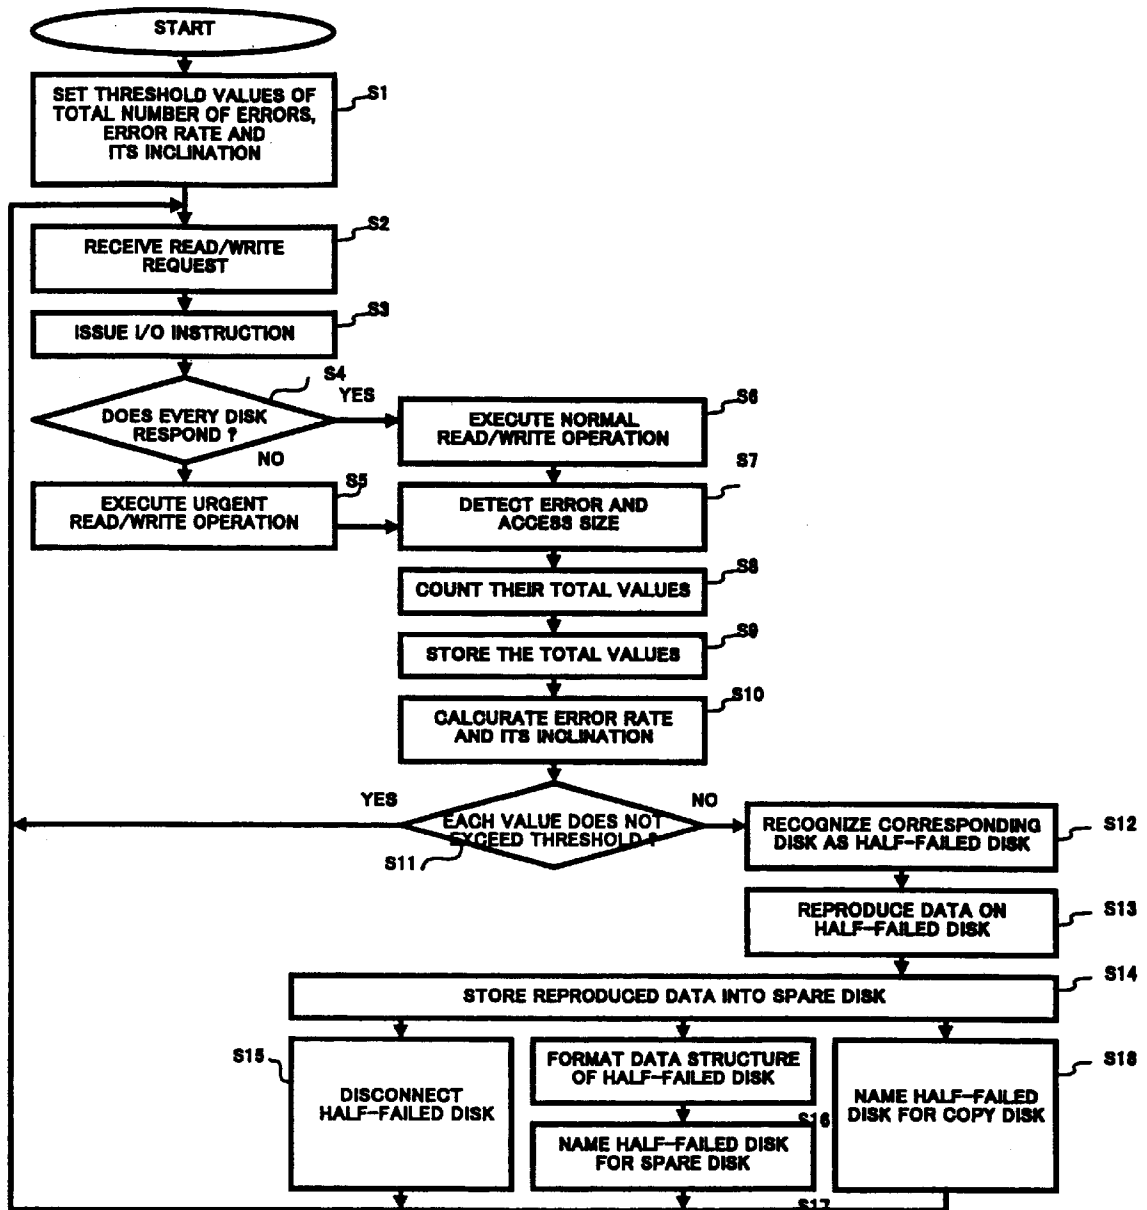 START
SET THRESHOLD VALUES OF
TOTAL NUMBER OF ERRORS,
ERROR RATE AND
ITS INCLINATION
S1
RECEIVE READ/WRITE
REQUEST
S2
ISSUE I/O INSTRUCTION
S3
DOES EVERY DISK
RESPOND ?
S4
YES
NO
EXECUTE URGENT
READ/WRITE OPERATION
S5
EXECUTE NORMAL
READ/WRITE OPERATION
S6
DETECT ERROR AND
ACCESS SIZE
S7
COUNT THEIR TOTAL VALUES
S8
STORE THE TOTAL VALUES
S9
CALCURATE ERROR RATE
AND ITS INCLINATION
S10
YES
EACH VALUE DOES NOT
EXCEED THRESHOLD ?
S11
NO
RECOGNIZE CORRESPONDING
DISK AS HALF-FAILED DISK
S12
REPRODUCE DATA ON
HALF-FAILED DISK
S13
STORE REPRODUCED DATA INTO SPARE DISK
S14
S15
DISCONNECT
HALF-FAILED DISK
FORMAT DATA STRUCTURE
OF HALF-FAILED DISK
S16
NAME HALF-FAILED DISK
FOR SPARE DISK
S17
NAME HALF-FAILED
DISK FOR COPY DISK
S18